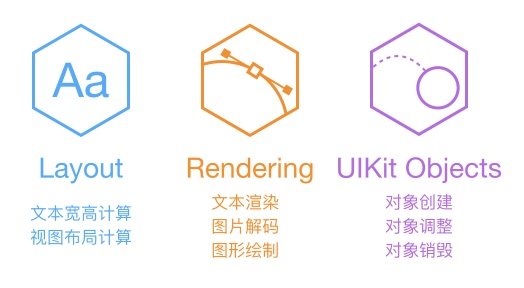 Aa
Layout
文本宽高计算
视图布局计算
Rendering
文本渲染
图片解码
图形绘制
UIKit Objects
对象创建
对象调整
对象销毁